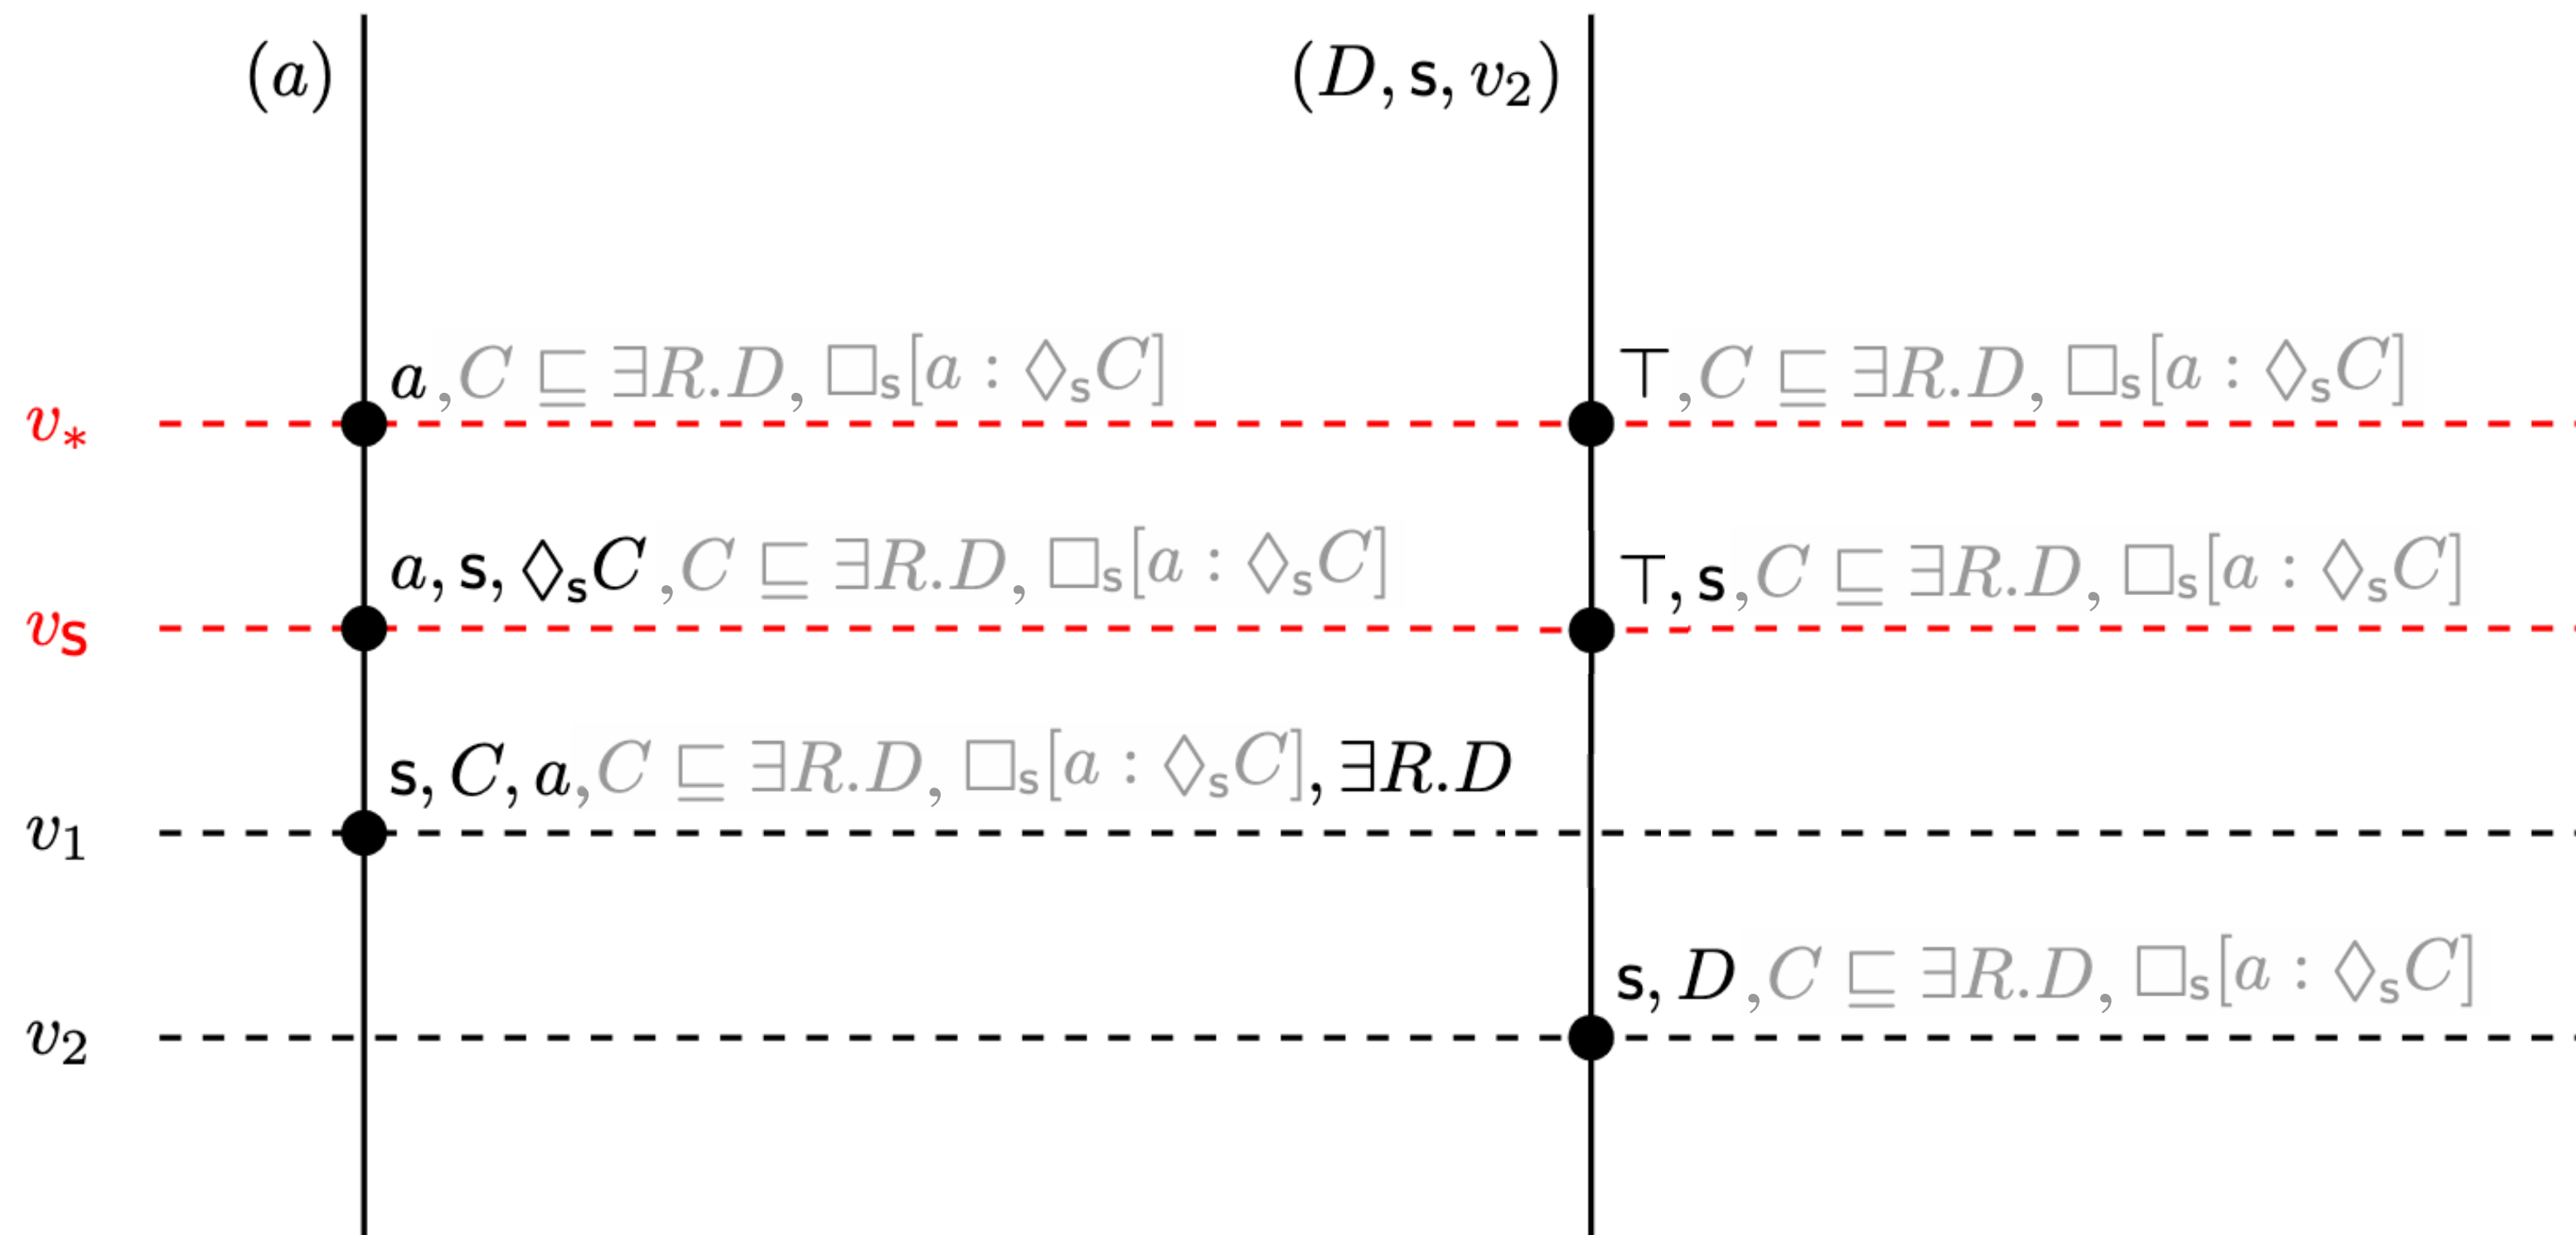 (a) (D, s, v₂)
a, C ⊑ ∃R.D, □ₛ[a : ◇ₛC] ⊤, C ⊑ ∃R.D, □ₛ[a : ◇ₛC]
v∗
a, s, ◇ₛC, C ⊑ ∃R.D, □ₛ[a : ◇ₛC] ⊤, s, C ⊑ ∃R.D, □ₛ[a : ◇ₛC]
vₛ
s, C, a, C ⊑ ∃R.D, □ₛ[a : ◇ₛC], ∃R.D
v₁
s, D, C ⊑ ∃R.D, □ₛ[a : ◇ₛC]
v₂